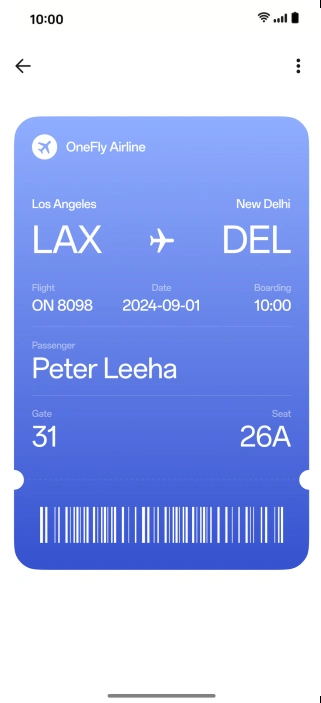 10:00
OneFly Airline
Los Angeles New Delhi
LAX DEL
Flight Date Boarding
ON 8098 2024-09-01 10:00
Passenger
Peter Leeha
Gate Seat
31 26A